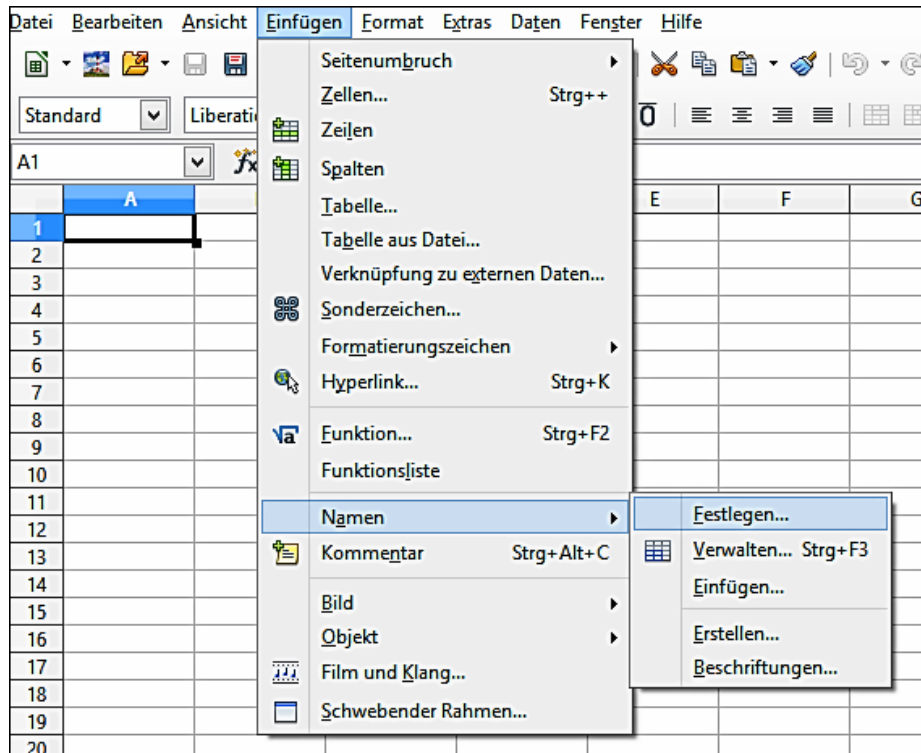 Datei Bearbeiten Ansicht Einfügen Format Extras Daten Fenster Hilfe
Standard
A1
A E F G
1
2
3
4
5
6
7
8
9
10
11
12
13
14
15
16
17
18
19
20
Seitenumbruch
Zellen... Strg++
Zeilen
Spalten
Tabelle...
Tabelle aus Datei...
Verknüpfung zu externen Daten...
Sonderzeichen...
Formatierungszeichen
Hyperlink... Strg+K
Funktion... Strg+F2
Funktionsliste
Namen
Kommentar Strg+Alt+C
Bild
Objekt
Film und Klang...
Schwebender Rahmen...
Festlegen...
Verwalten... Strg+F3
Einfügen...
Erstellen...
Beschriftungen...